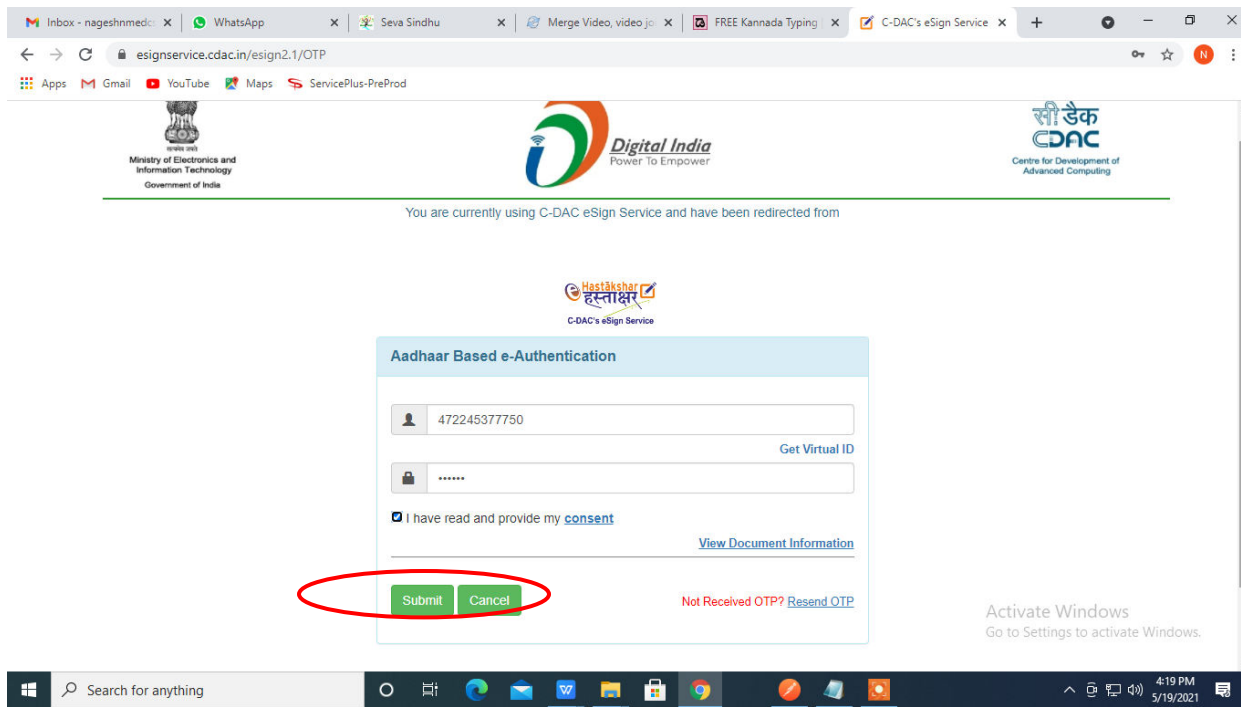 Inbox - nageshnmedc
WhatsApp
Seva Sindhu
Merge Video, video jo
FREE Kannada Typing
C-DAC's eSign Service
esignservice.cdac.in/esign2.1/OTP
N
Apps
Gmail
YouTube
Maps
ServicePlus-PreProd
Ministry of Electronics and
Information Technology
Government of India
Digital India
Power To Empower
सी डैक
CDAC
Centre for Development of
Advanced Computing
You are currently using C-DAC eSign Service and have been redirected from
Hastākshar
हस्ताक्षर
C-DAC's eSign Service
Aadhaar Based e-Authentication
472245377750
Get Virtual ID
••••••
I have read and provide my consent
View Document Information
Submit
Cancel
Not Received OTP? Resend OTP
Activate Windows
Go to Settings to activate Windows.
Search for anything
4:19 PM
5/19/2021